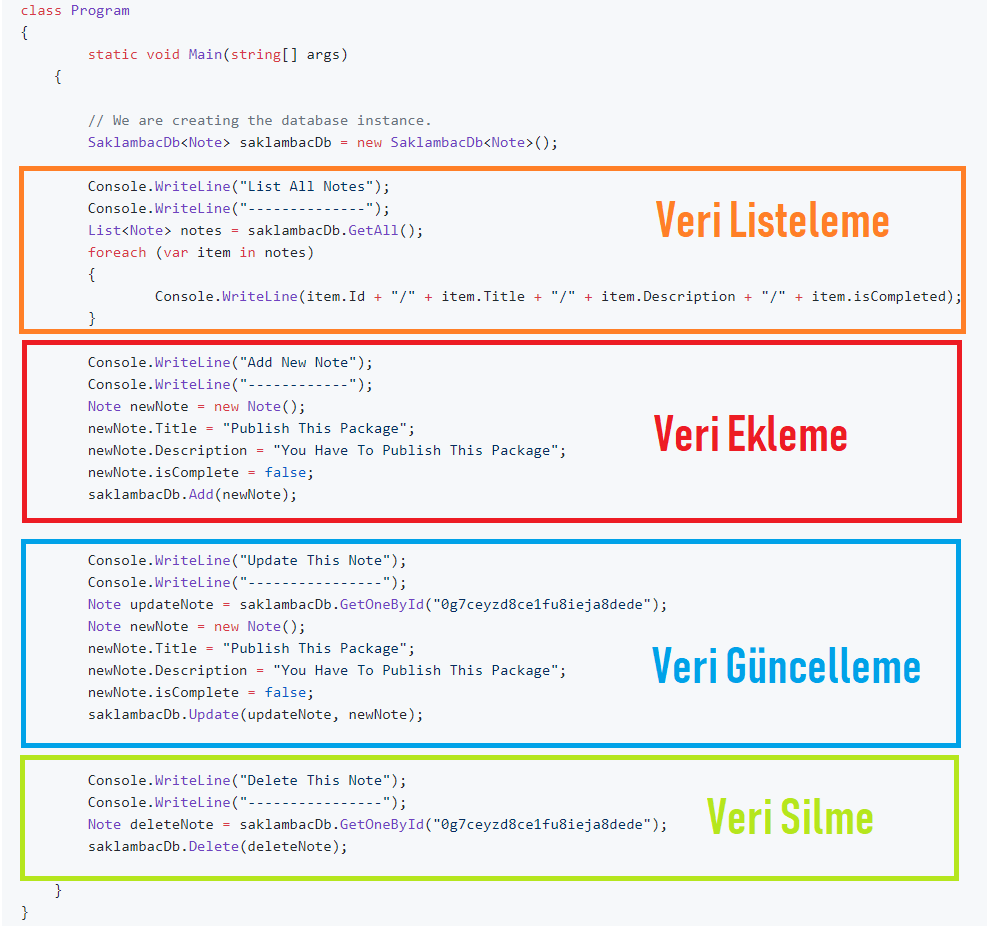 class Program
{
static void Main(string[] args)
{
// We are creating the database instance.
SaklambacDb<Note> saklambacDb = new SaklambacDb<Note>();
Console.WriteLine("List All Notes");
Console.WriteLine("--------------");
List<Note> notes = saklambacDb.GetAll();
foreach (var item in notes)
{
Console.WriteLine(item.Id + "/" + item.Title + "/" + item.Description + "/" + item.isCompleted);
}
Veri Listeleme
Console.WriteLine("Add New Note");
Console.WriteLine("------------");
Note newNote = new Note();
newNote.Title = "Publish This Package";
newNote.Description = "You Have To Publish This Package";
newNote.isComplete = false;
saklambacDb.Add(newNote);
Veri Ekleme
Console.WriteLine("Update This Note");
Console.WriteLine("----------------");
Note updateNote = saklambacDb.GetOneById("0g7ceyzd8ce1fu8ieja8dede");
Note newNote = new Note();
newNote.Title = "Publish This Package";
newNote.Description = "You Have To Publish This Package";
newNote.isComplete = false;
saklambacDb.Update(updateNote, newNote);
Veri Güncelleme
Console.WriteLine("Delete This Note");
Console.WriteLine("----------------");
Note deleteNote = saklambacDb.GetOneById("0g7ceyzd8ce1fu8ieja8dede");
saklambacDb.Delete(deleteNote);
Veri Silme
}
}